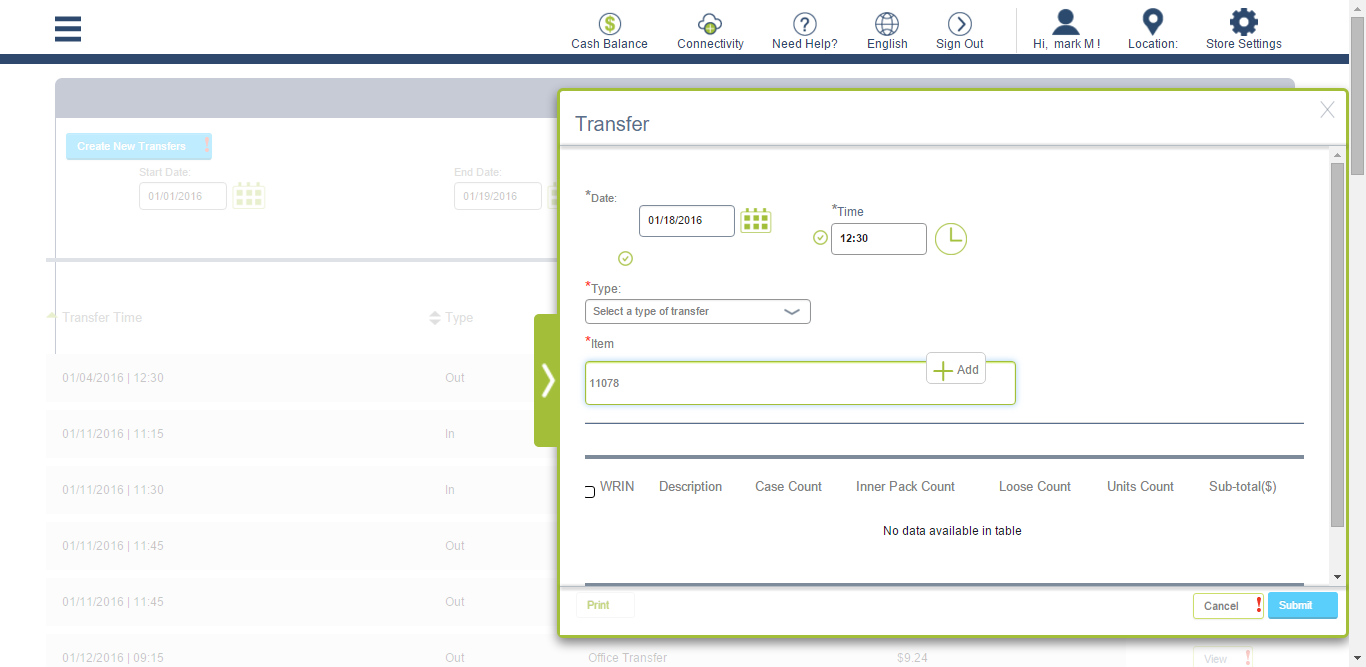 Cash Balance
Connectivity
Need Help?
English
Sign Out
Hi, mark M !
Location:
Store Settings
Create New Transfers !
Start Date:
01/01/2016
End Date:
01/19/2016
Transfer Time
Type
01/04/2016 | 12:30 Out
01/11/2016 | 11:15 In
01/11/2016 | 11:30 In
01/11/2016 | 11:45 Out
01/11/2016 | 11:45 Out
01/12/2016 | 09:15 Out Office Transfer $9.24 View !
Transfer
X
*Date:
01/18/2016
*Time
12:30
*Type:
Select a type of transfer
*Item
11078
Add
WRIN Description Case Count Inner Pack Count Loose Count Units Count Sub-total($)
No data available in table
Print
Cancel !
Submit